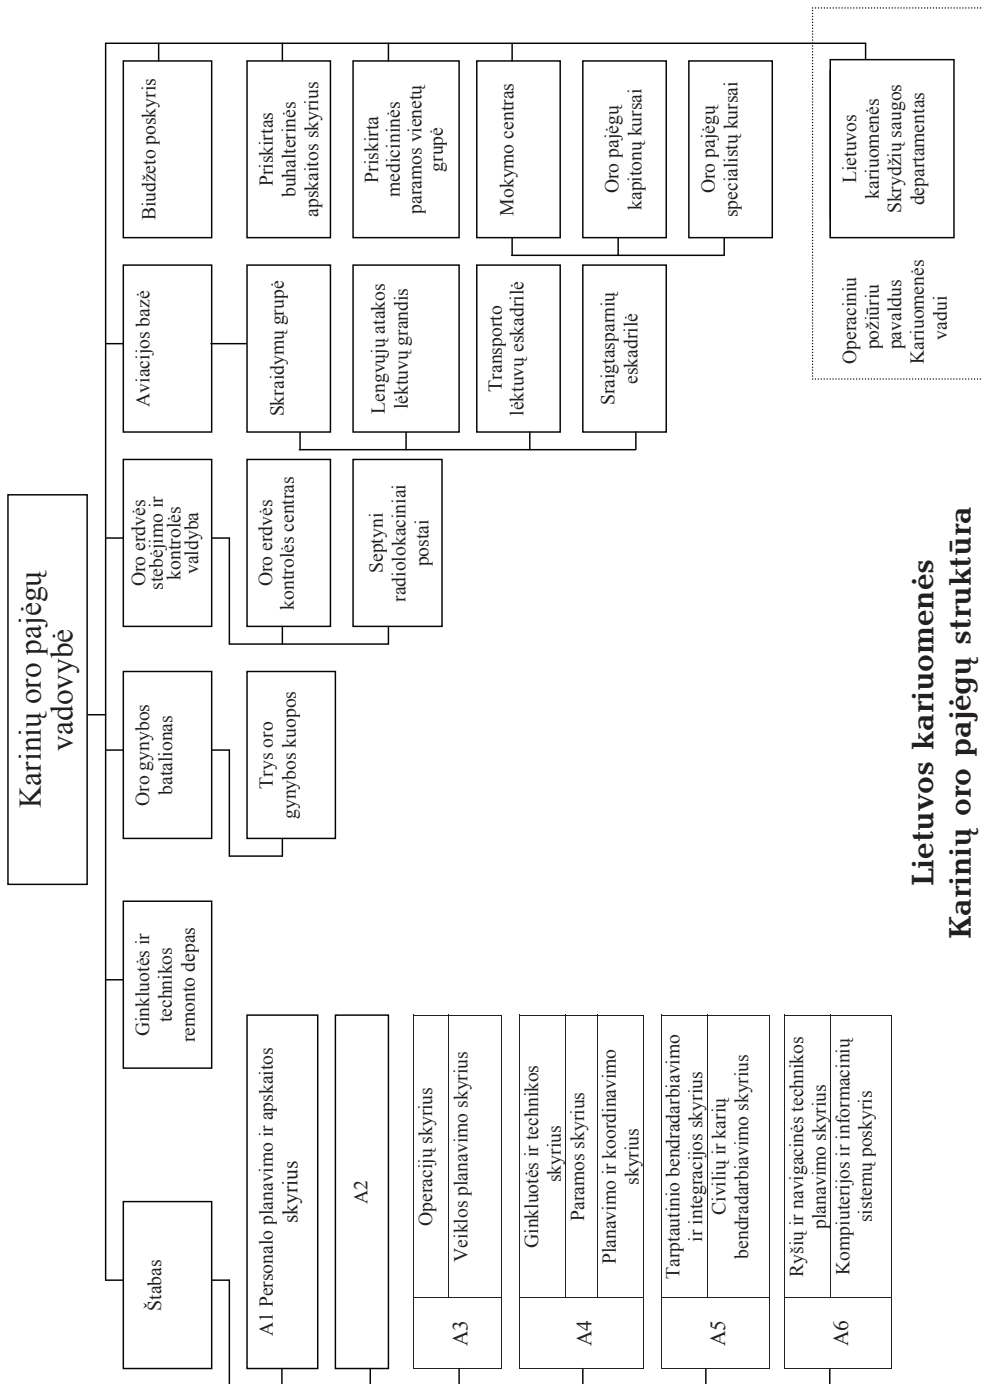 Karinių oro pajėgų
vadovybė
Štabas
A1 Personalo planavimo ir apskaitos
skyrius
A2
A3
Operacijų skyrius
Veiklos planavimo skyrius
A4
Ginkluotės ir technikos
skyrius
Paramos skyrius
Planavimo ir koordinavimo
skyrius
A5
Tarptautinio bendradarbiavimo
ir integracijos skyrius
Civilių ir karių
bendradarbiavimo skyrius
A6
Ryšių ir navigacinės technikos
planavimo skyrius
Kompiuterijos ir informacinių
sistemų poskyris
Ginkluotės ir
technikos
remonto depas
Oro gynybos
batalionas
Trys oro
gynybos kuopos
Oro erdvės
stebėjimo ir
kontrolės
valdyba
Oro erdvės
kontrolės centras
Septyni
radiolokaciniai
postai
Aviacijos bazė
Skraidymų grupė
Lengvųjų atakos
lėktuvų grandis
Transporto
lėktuvų eskadrilė
Sraigtasparnių
eskadrilė
Biudžeto poskyris
Priskirtas
buhalterinės
apskaitos skyrius
Priskirta
medicininės
paramos vienetų
grupė
Mokymo centras
Oro pajėgų
kapitonų kursai
Oro pajėgų
specialistų kursai
Operaciniu
požiūriu
pavaldus
Kariuomenės
vadui
Lietuvos
kariuomenės
Skrydžių saugos
departamentas
Lietuvos kariuomenės
Karinių oro pajėgų struktūra